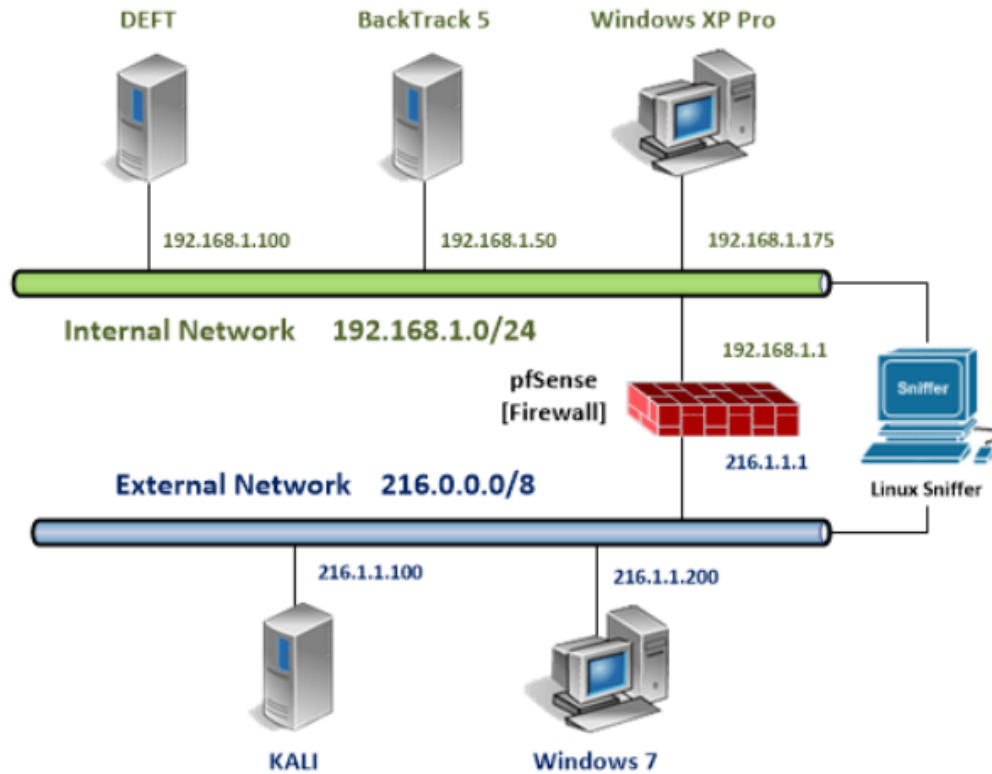 DEFT BackTrack 5 Windows XP Pro
192.168.1.100 192.168.1.50 192.168.1.175
Internal Network 192.168.1.0/24
192.168.1.1
pfSense
[Firewall]
Sniffer
216.1.1.1
External Network 216.0.0.0/8
Linux Sniffer
216.1.1.100 216.1.1.200
KALI Windows 7